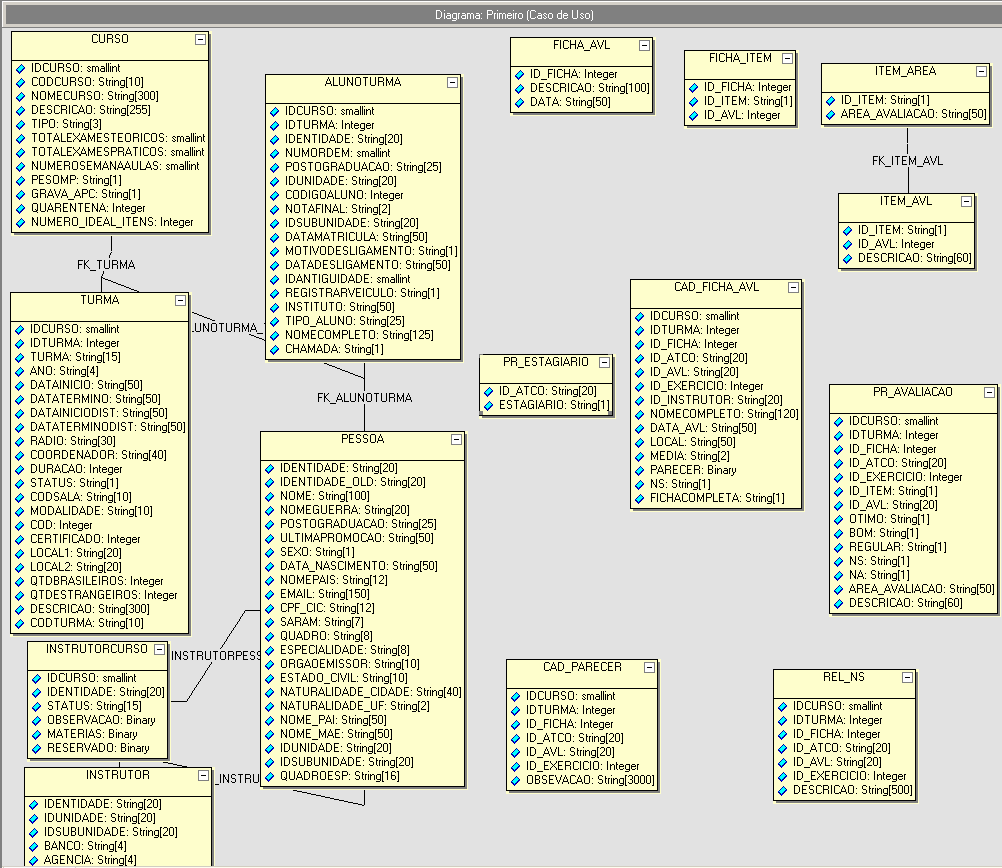 Diagrama: Primeiro (Caso de Uso)
CURSO
IDCURSO: smallint
CODCURSO: String[10]
NOMECURSO: String[300]
DESCRICAO: String[255]
TIPO: String[3]
TOTALEXAMESTEORICOS: smallint
TOTALEXAMESPRATICOS: smallint
NUMEROSEMANAAULAS: smallint
PESOMP: String[1]
GRAVA_APC: String[1]
QUARENTENA: Integer
NUMERO_IDEAL_ITENS: Integer
FK_TURMA
TURMA
IDCURSO: smallint
IDTURMA: Integer
TURMA: String[15]
ANO: String[4]
DATAINICIO: String[50]
DATATERMINO: String[50]
DATAINICIODIST: String[50]
DATATERMINODIST: String[50]
RADIO: String[30]
COORDENADOR: String[40]
DURACAO: Integer
STATUS: String[1]
CODSALA: String[10]
MODALIDADE: String[10]
COD: Integer
CERTIFICADO: Integer
LOCAL1: String[20]
LOCAL2: String[20]
QTDBRASILEIROS: Integer
QTDESTRANGEIROS: Integer
DESCRICAO: String[300]
CODTURMA: String[10]
INSTRUTORCURSO
IDCURSO: smallint
IDENTIDADE: String[20]
STATUS: String[15]
OBSERVACAO: Binary
MATERIAS: Binary
RESERVADO: Binary
INSTRUTOR
IDENTIDADE: String[20]
IDUNIDADE: String[20]
IDSUBUNIDADE: String[20]
BANCO: String[4]
AGENCIA: String[4]
ALUNOTURMA
IDCURSO: smallint
IDTURMA: Integer
IDENTIDADE: String[20]
NUMORDEM: smallint
POSTOGRADUACAO: String[25]
IDUNIDADE: String[20]
CODIGOALUNO: Integer
NOTAFINAL: String[2]
IDSUBUNIDADE: String[20]
DATAMATRICULA: String[50]
MOTIVODESLIGAMENTO: String[1]
DATADESLIGAMENTO: String[50]
IDANTIGUIDADE: smallint
REGISTRARVEICULO: String[1]
INSTITUTO: String[50]
TIPO_ALUNO: String[25]
NOMECOMPLETO: String[125]
CHAMADA: String[1]
.UNOTURMA_
FK_ALUNOTURMA
PESSOA
IDENTIDADE: String[20]
IDENTIDADE_OLD: String[20]
NOME: String[100]
NOMEGUERRA: String[20]
POSTOGRADUACAO: String[25]
ULTIMAPROMOCAO: String[50]
SEXO: String[1]
DATA_NASCIMENTO: String[50]
NOMEPAIS: String[12]
EMAIL: String[150]
CPF_CIC: String[12]
SARAM: String[7]
QUADRO: String[8]
ESPECIALIDADE: String[8]
ORGAOEMISSOR: String[10]
ESTADO_CIVIL: String[10]
NATURALIDADE_CIDADE: String[40]
NATURALIDADE_UF: String[2]
NOME_PAI: String[50]
NOME_MAE: String[50]
IDUNIDADE: String[20]
IDSUBUNIDADE: String[20]
QUADROESP: String[16]
INSTRUTORPESS
_INSTRU
FICHA_AVL
ID_FICHA: Integer
DESCRICAO: String[100]
DATA: String[50]
FICHA_ITEM
ID_FICHA: Integer
ID_ITEM: String[1]
ID_AVL: Integer
ITEM_AREA
ID_ITEM: String[1]
AREA_AVALIACAO: String[50]
FK_ITEM_AVL
ITEM_AVL
ID_ITEM: String[1]
ID_AVL: Integer
DESCRICAO: String[60]
PR_ESTAGIARIO
ID_ATCO: String[20]
ESTAGIARIO: String[1]
CAD_FICHA_AVL
IDCURSO: smallint
IDTURMA: Integer
ID_FICHA: Integer
ID_ATCO: String[20]
ID_AVL: String[20]
ID_EXERCICIO: Integer
ID_INSTRUTOR: String[20]
NOMECOMPLETO: String[120]
DATA_AVL: String[50]
LOCAL: String[50]
MEDIA: String[2]
PARECER: Binary
NS: String[1]
FICHACOMPLETA: String[1]
PR_AVALIACAO
IDCURSO: smallint
IDTURMA: Integer
ID_FICHA: Integer
ID_ATCO: String[20]
ID_EXERCICIO: Integer
ID_ITEM: String[1]
ID_AVL: String[20]
OTIMO: String[1]
BOM: String[1]
REGULAR: String[1]
NS: String[1]
NA: String[1]
AREA_AVALIACAO: String[50]
DESCRICAO: String[60]
CAD_PARECER
IDCURSO: smallint
IDTURMA: Integer
ID_FICHA: Integer
ID_ATCO: String[20]
ID_AVL: String[20]
ID_EXERCICIO: Integer
OBSEVACAO: String[3000]
REL_NS
IDCURSO: smallint
IDTURMA: Integer
ID_FICHA: Integer
ID_ATCO: String[20]
ID_AVL: String[20]
ID_EXERCICIO: Integer
DESCRICAO: String[500]